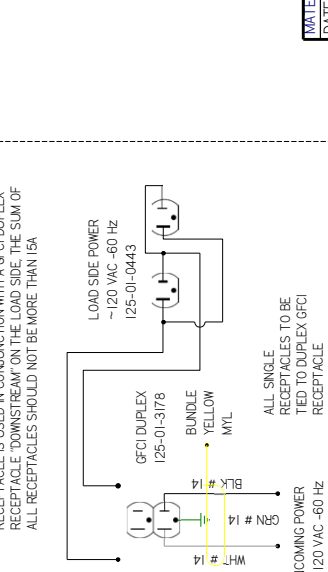 RECEPTACLE IS USED IN CONJUNCTION WITH A GFCI DUPLEX
RECEPTACLE "DOWNSTREAM" ON THE LOAD SIDE, THE SUM OF
ALL RECEPTACLES SHOULD NOT BE MORE THAN 15A
LOAD SIDE POWER
~120 VAC -60 Hz
125-01-0443
GFCI DUPLEX
125-01-3178
BUNDLE
YELLOW
MYL
ALL SINGLE
RECEPTACLES TO BE
TIED TO DUPLEX GFCI
RECEPTACLE
WHT # 14
GRN # 14
BLK # 14
INCOMING POWER
120 VAC -60 Hz
MATE
DATE